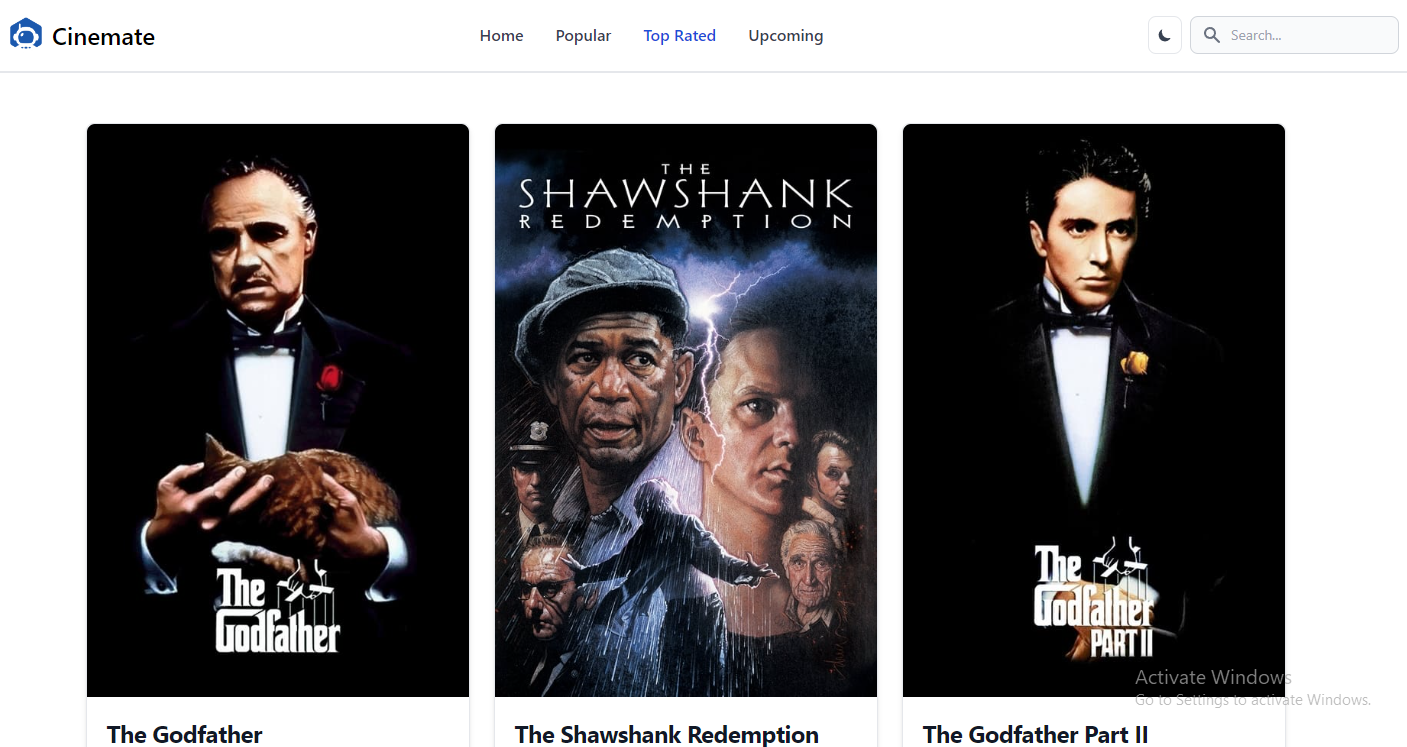 Cinemate
Home
Popular
Top Rated
Upcoming
Search...
THE
SHAWSHANK
REDEMPTION
The
Godfather
The
Godfather
PART II
Activate Windows
Go to Settings to activate Windows.
The Godfather
The Shawshank Redemption
The Godfather Part II